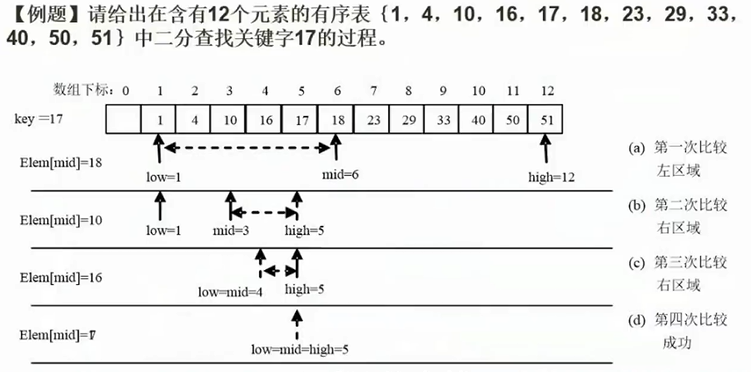 【例题】请给出在含有12个元素的有序表{1，4，10，16，17，18，23，29，33，
40，50，51}中二分查找关键字17的过程。
数组下标: 0 1 2 3 4 5 6 7 8 9 10 11 12
key＝17 1 4 10 16 17 18 23 29 33 40 50 51
(a) 第一次比较
Elem[mid]=18 左区域
low=1 mid=6 high=12
(b) 第二次比较
Elem[mid]=10 右区域
low=1 mid=3 high=5
(c) 第三次比较
Elem[mid]=16 右区域
low=mid=4 high=5
(d) 第四次比较
Elem[mid]=17 成功
low=mid=high=5